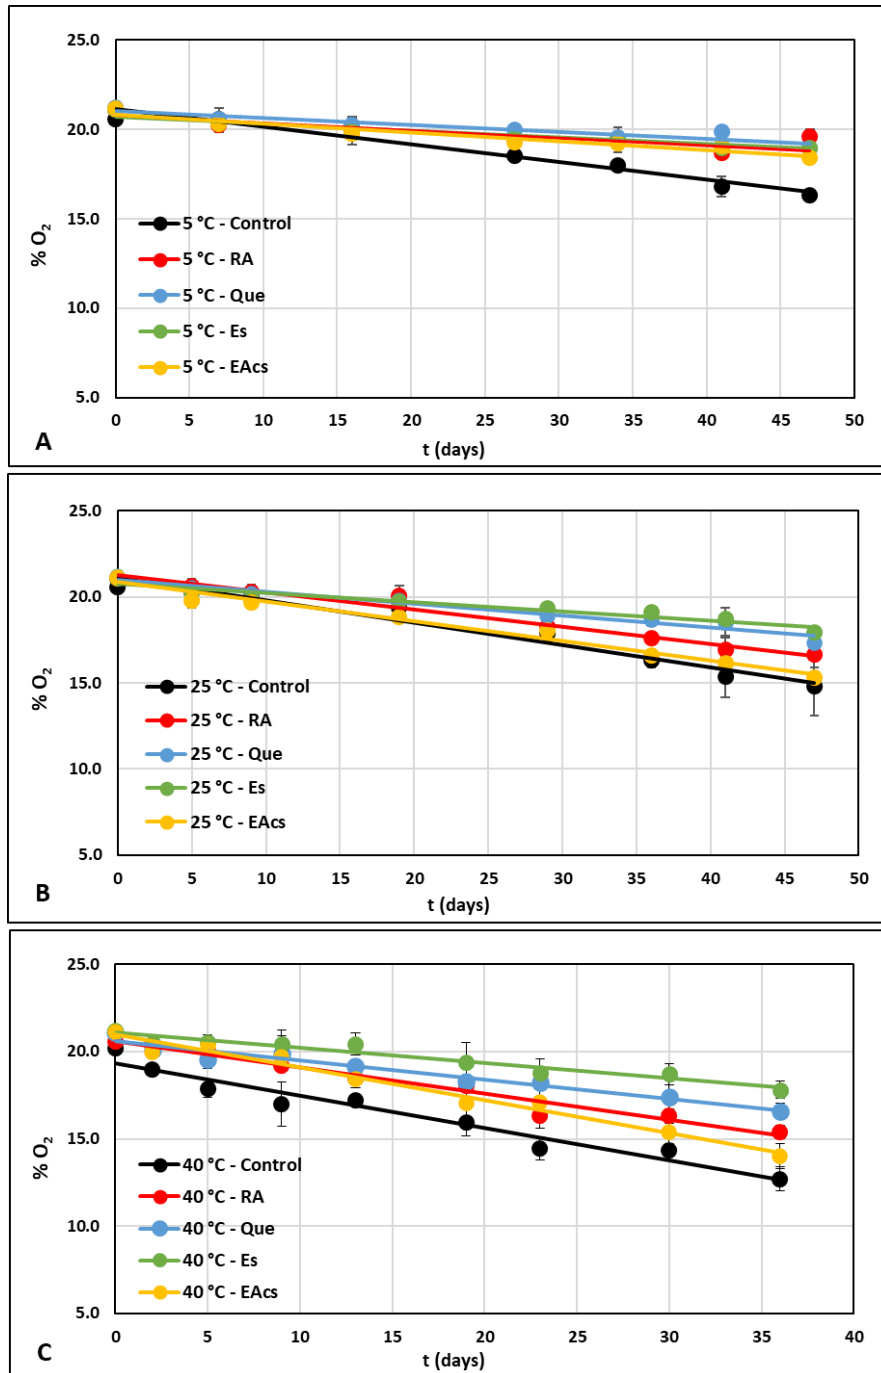 25.0
20.0
15.0
10.0
5.0
% O2
5 °C - Control
5 °C - RA
5 °C - Que
5 °C - Es
5 °C - EAcs
0 5 10 15 20 25 30 35 40 45 50
t (days)
A
25.0
20.0
15.0
10.0
5.0
% O2
25 °C - Control
25 °C - RA
25 °C - Que
25 °C - Es
25 °C - EAcs
0 5 10 15 20 25 30 35 40 45 50
t (days)
B
25.0
20.0
15.0
10.0
5.0
% O2
40 °C - Control
40 °C - RA
40 °C - Que
40 °C - Es
40 °C - EAcs
0 5 10 15 20 25 30 35 40
t (days)
C